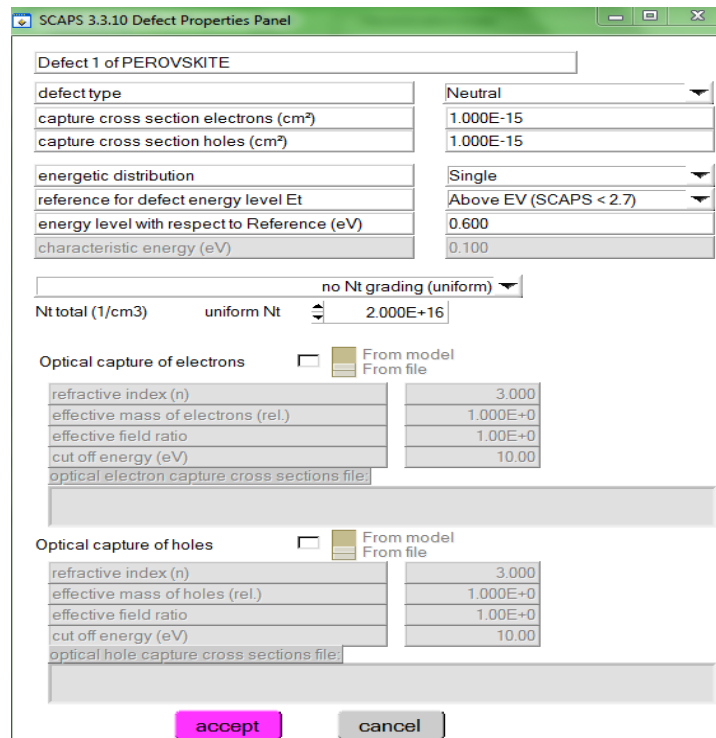 SCAPS 3.3.10 Defect Properties Panel
Defect 1 of PEROVSKITE
defect type Neutral
capture cross section electrons (cm²) 1.000E-15
capture cross section holes (cm²) 1.000E-15
energetic distribution Single
reference for defect energy level Et Above EV (SCAPS < 2.7)
energy level with respect to Reference (eV) 0.600
characteristic energy (eV) 0.100
no Nt grading (uniform)
Nt total (1/cm3) uniform Nt 2.000E+16
Optical capture of electrons From model
From file
refractive index (n) 3.000
effective mass of electrons (rel.) 1.000E+0
effective field ratio 1.00E+0
cut off energy (eV) 10.00
optical electron capture cross sections file:
Optical capture of holes From model
From file
refractive index (n) 3.000
effective mass of holes (rel.) 1.000E+0
effective field ratio 1.00E+0
cut off energy (eV) 10.00
optical hole capture cross sections file:
accept cancel